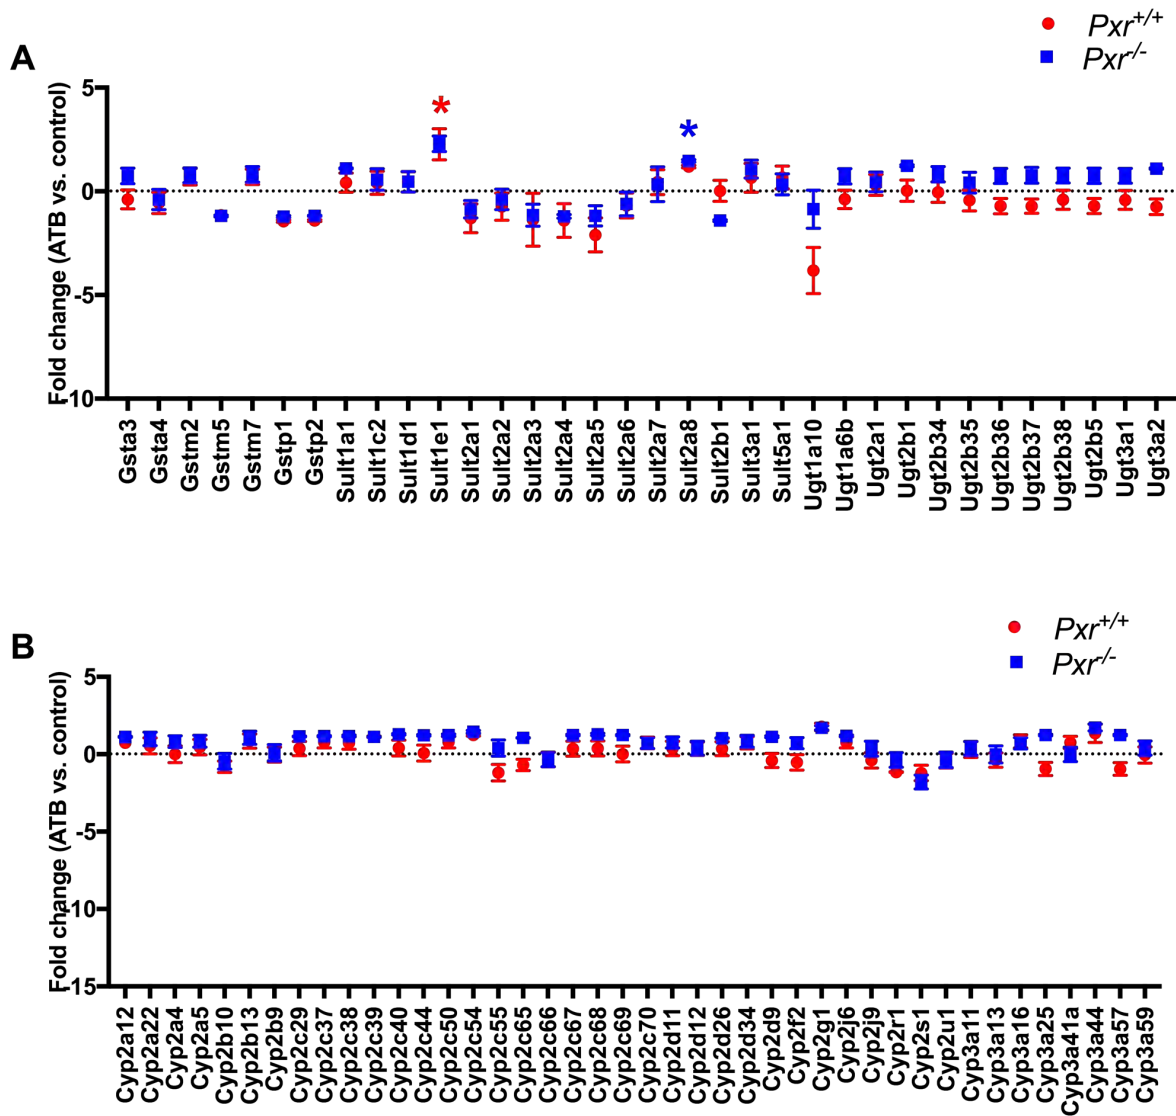 Pxr+/+
Pxr-/-
A
Fold change (ATB vs. control)
5
0
-5
-10
*
*
Gsta3
Gsta4
Gstm2
Gstm5
Gstm7
Gstp1
Gstp2
Sult1a1
Sult1c2
Sult1d1
Sult1e1
Sult2a1
Sult2a2
Sult2a3
Sult2a4
Sult2a5
Sult2a6
Sult2a7
Sult2a8
Sult2b1
Sult3a1
Sult5a1
Ugt1a10
Ugt1a6b
Ugt2a1
Ugt2b1
Ugt2b34
Ugt2b35
Ugt2b36
Ugt2b37
Ugt2b38
Ugt2b5
Ugt3a1
Ugt3a2
Pxr+/+
Pxr-/-
B
Fold change (ATB vs. control)
5
0
-5
-10
-15
Cyp2a12
Cyp2a22
Cyp2a4
Cyp2a5
Cyp2b10
Cyp2b13
Cyp2b9
Cyp2c29
Cyp2c37
Cyp2c38
Cyp2c39
Cyp2c40
Cyp2c44
Cyp2c50
Cyp2c54
Cyp2c55
Cyp2c65
Cyp2c66
Cyp2c67
Cyp2c68
Cyp2c69
Cyp2c70
Cyp2d11
Cyp2d12
Cyp2d26
Cyp2d34
Cyp2d9
Cyp2f2
Cyp2g1
Cyp2j6
Cyp2j9
Cyp2r1
Cyp2s1
Cyp2u1
Cyp3a11
Cyp3a13
Cyp3a16
Cyp3a25
Cyp3a41a
Cyp3a44
Cyp3a57
Cyp3a59